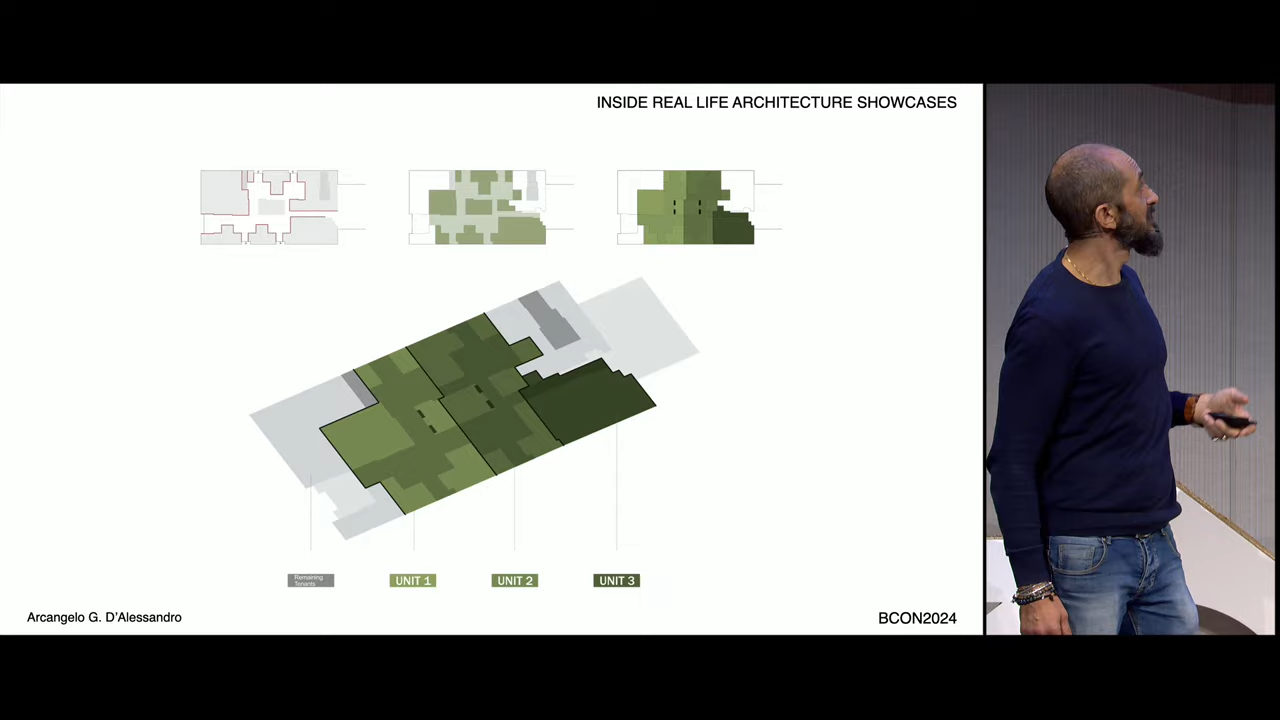 INSIDE REAL LIFE ARCHITECTURE SHOWCASES
Remaining
Tenants
UNIT 1
UNIT 2
UNIT 3
Arcangelo G. D'Alessandro
BCON2024